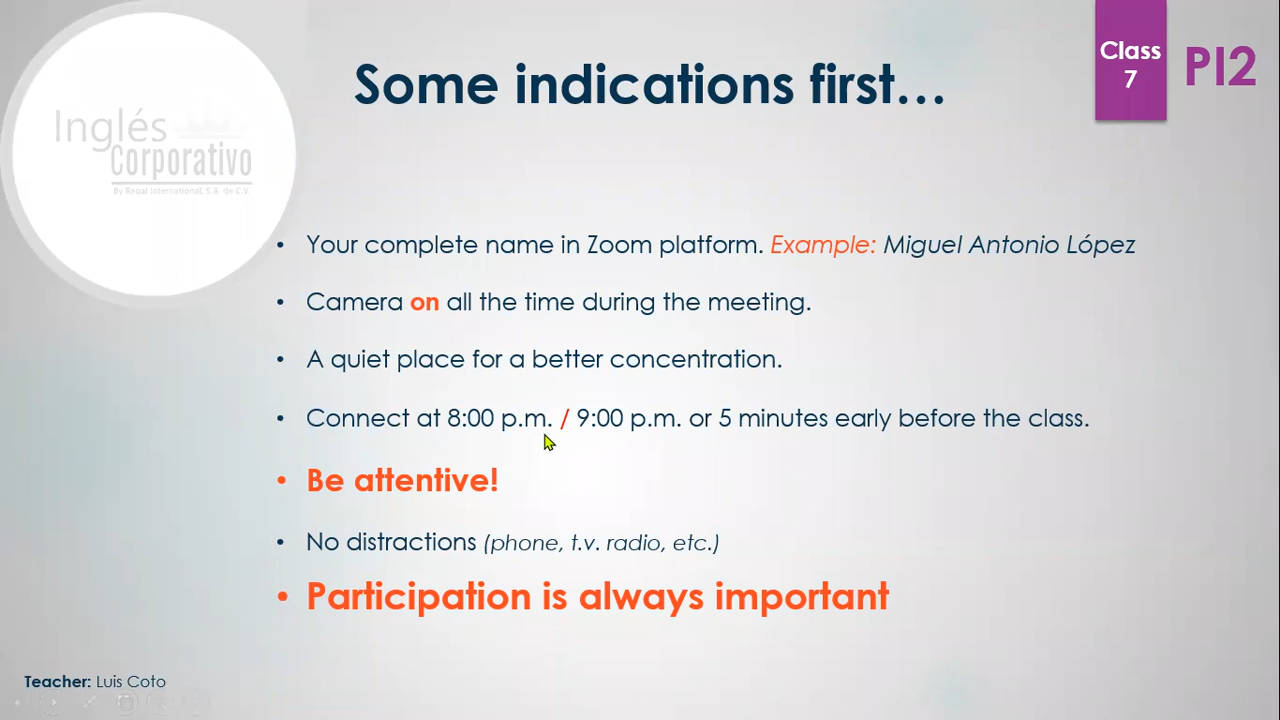 Some indications first...
Class
7
PI2
Inglés
Corporativo
By Regal International, S.A. de C.V.
• Your complete name in Zoom platform. Example: Miguel Antonio López
• Camera on all the time during the meeting.
• A quiet place for a better concentration.
• Connect at 8:00 p.m. / 9:00 p.m. or 5 minutes early before the class.
• Be attentive!
• No distractions (phone, t.v. radio, etc.)
• Participation is always important
Teacher: Luis Coto